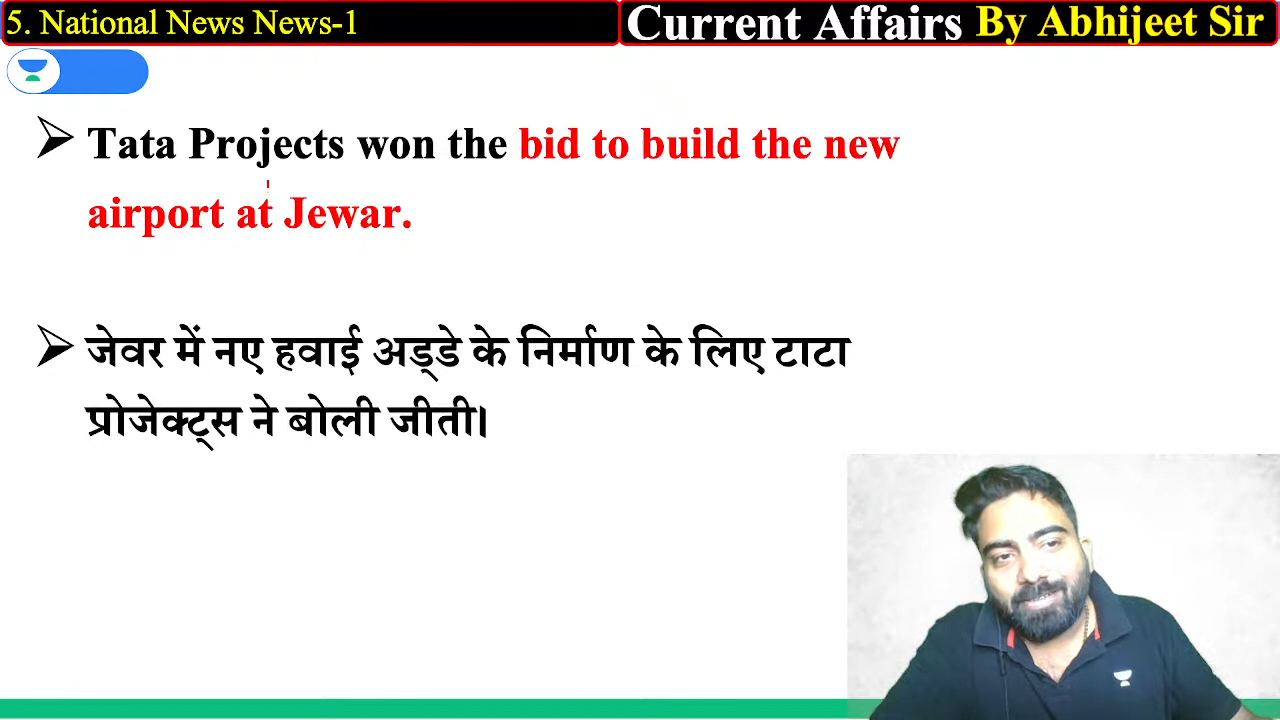 5. National News News-1
Current Affairs By Abhijeet Sir
Tata Projects won the bid to build the new
airport at Jewar.
जेवर में नए हवाई अड्डे के निर्माण के लिए टाटा
प्रोजेक्ट्स ने बोली जीती।